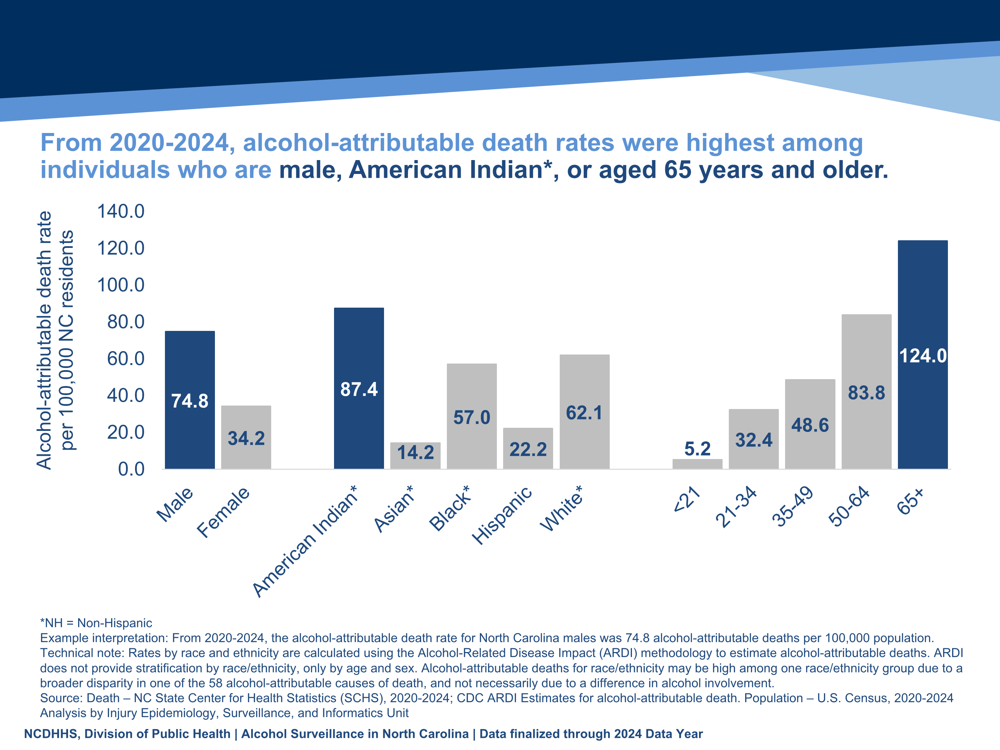 From 2020-2024, alcohol-attributable death rates were highest among
individuals who are male, American Indian*, or aged 65 years and older.
Alcohol-attributable death rate
per 100,000 NC residents
140.0
120.0
100.0
80.0
60.0
40.0
20.0
0.0
74.8
34.2
87.4
14.2
57.0
22.2
62.1
5.2
32.4
48.6
83.8
124.0
Male
Female
American Indian*
Asian*
Black*
Hispanic
White*
<21
21-34
35-49
50-64
65+
*NH = Non-Hispanic
Example interpretation: From 2020-2024, the alcohol-attributable death rate for North Carolina males was 74.8 alcohol-attributable deaths per 100,000 population.
Technical note: Rates by race and ethnicity are calculated using the Alcohol-Related Disease Impact (ARDI) methodology to estimate alcohol-attributable deaths. ARDI
does not provide stratification by race/ethnicity, only by age and sex. Alcohol-attributable deaths for race/ethnicity may be high among one race/ethnicity group due to a
broader disparity in one of the 58 alcohol-attributable causes of death, and not necessarily due to a difference in alcohol involvement.
Source: Death – NC State Center for Health Statistics (SCHS), 2020-2024; CDC ARDI Estimates for alcohol-attributable death. Population – U.S. Census, 2020-2024
Analysis by Injury Epidemiology, Surveillance, and Informatics Unit
NCDHHS, Division of Public Health | Alcohol Surveillance in North Carolina | Data finalized through 2024 Data Year